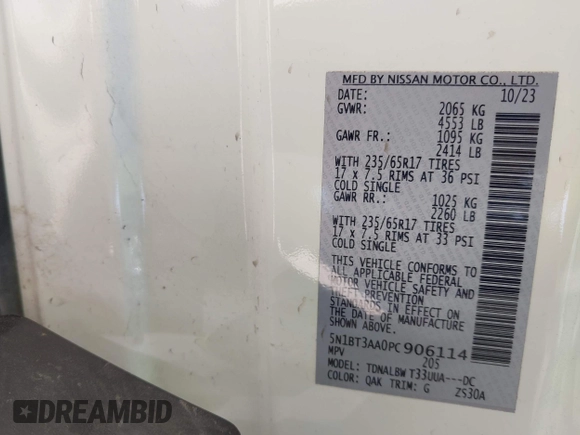 MFD BY NISSAN MOTOR CO., LTD.
DATE: 10/23
GVWR: 2065 KG
4553 LB
GAWR FR.: 1095 KG
2414 LB
WITH 235/65R17 TIRES
17 x 7.5 RIMS AT 36 PSI
COLD SINGLE
GAWR RR.: 1025 KG
2260 LB
WITH 235/65R17 TIRES
17 x 7.5 RIMS AT 33 PSI
COLD SINGLE
THIS VEHICLE CONFORMS TO
ALL APPLICABLE FEDERAL
MOTOR VEHICLE SAFETY AND
THEFT PREVENTION
STANDARDS IN EFFECT ON
THE DATE OF MANUFACTURE
SHOWN ABOVE
5N1BT3AA0PC906114
MPV 205
MODEL: TDNALBW T33UUA---DC
COLOR: QAK TRIM: G ZS30A
DREAMBID